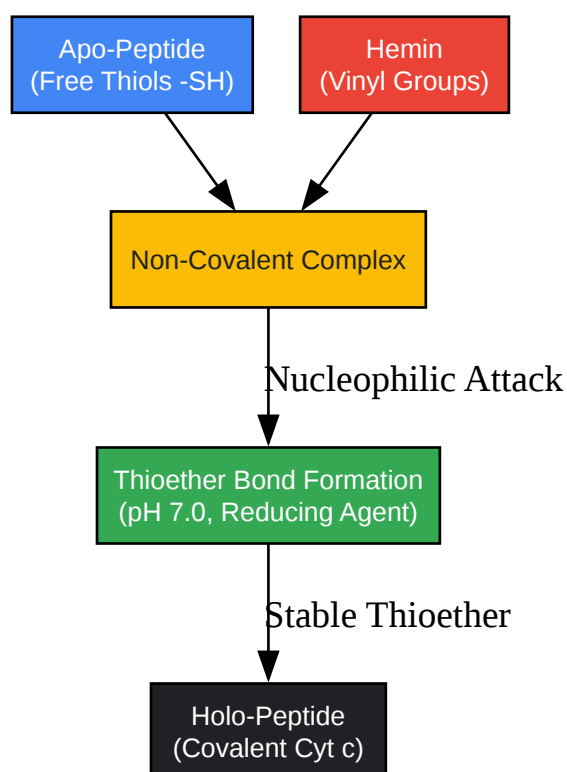 Apo-Peptide
(Free Thiols -SH)
Hemin
(Vinyl Groups)
Non-Covalent Complex
Nucleophilic Attack
Thioether Bond Formation
(pH 7.0, Reducing Agent)
Stable Thioether
Holo-Peptide
(Covalent Cyt c)